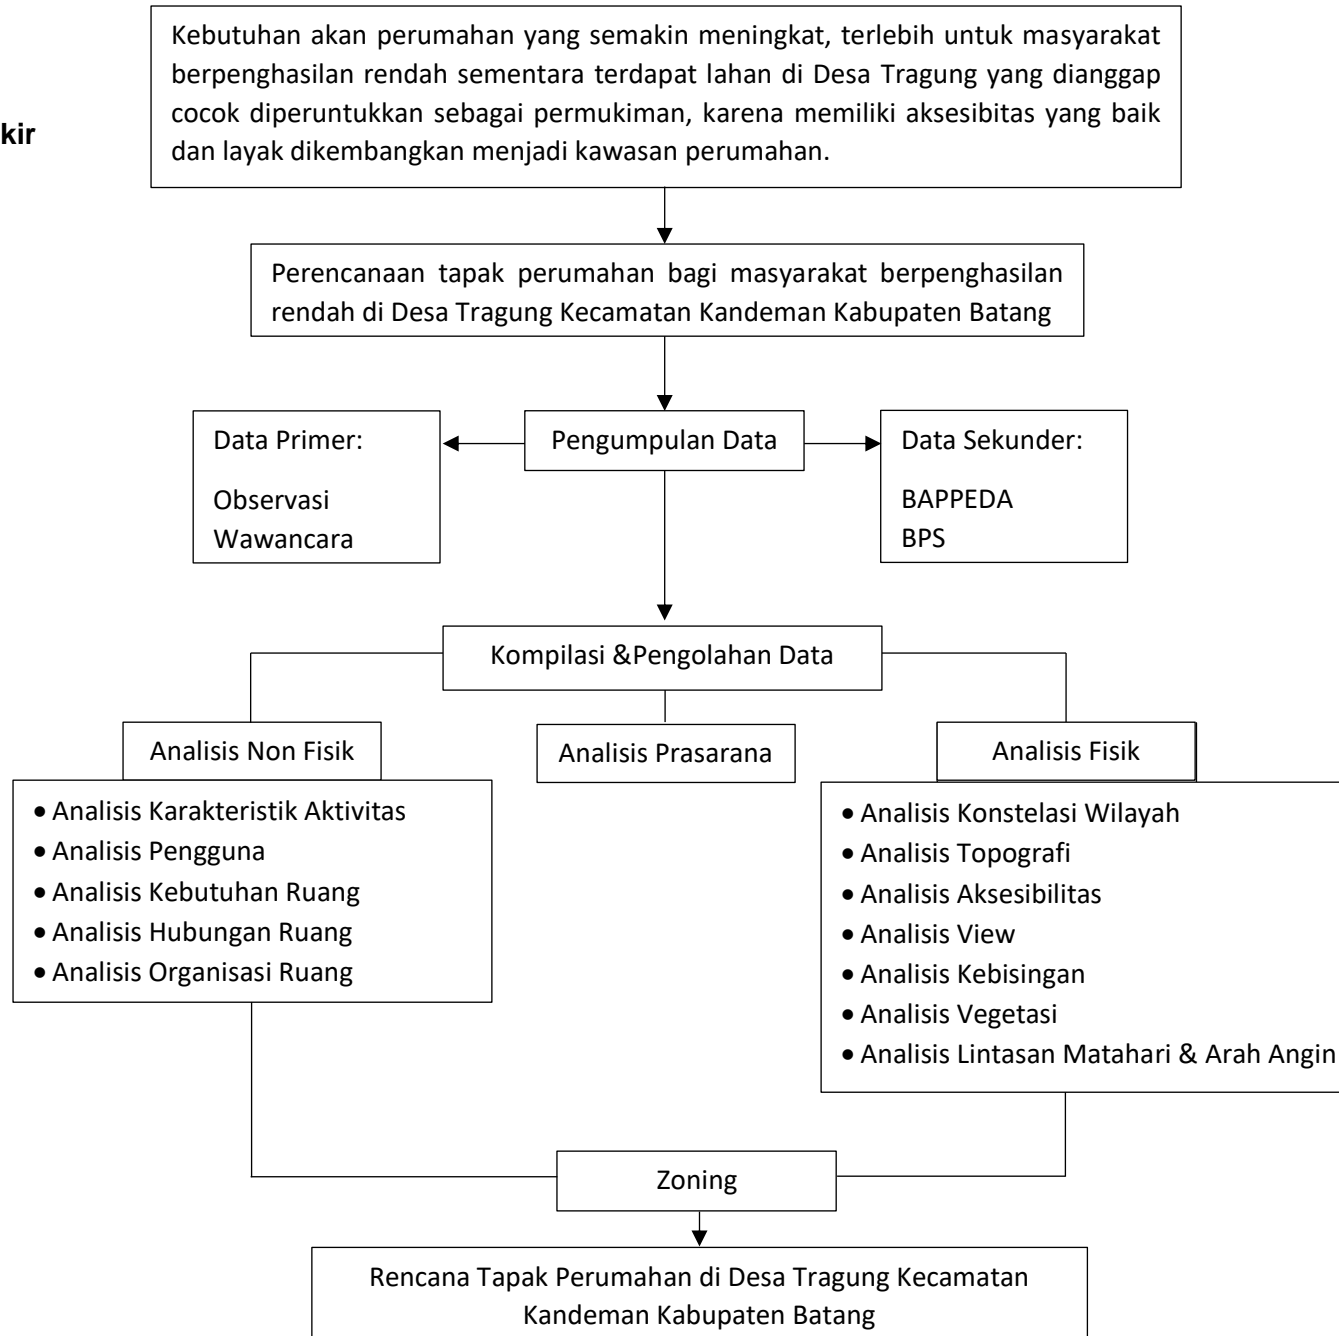 Kebutuhan akan perumahan yang semakin meningkat, terlebih untuk masyarakat
berpenghasilan rendah sementara terdapat lahan di Desa Tragung yang dianggap
cocok diperuntukkan sebagai permukiman, karena memiliki aksesibitas yang baik
dan layak dikembangkan menjadi kawasan perumahan.
kir
Perencanaan tapak perumahan bagi masyarakat berpenghasilan
rendah di Desa Tragung Kecamatan Kandeman Kabupaten Batang
Data Primer:
Observasi
Wawancara
Pengumpulan Data
Data Sekunder:
BAPPEDA
BPS
Kompilasi &Pengolahan Data
Analisis Non Fisik
• Analisis Karakteristik Aktivitas
• Analisis Pengguna
• Analisis Kebutuhan Ruang
• Analisis Hubungan Ruang
• Analisis Organisasi Ruang
Analisis Prasarana
Analisis Fisik
• Analisis Konstelasi Wilayah
• Analisis Topografi
• Analisis Aksesibilitas
• Analisis View
• Analisis Kebisingan
• Analisis Vegetasi
• Analisis Lintasan Matahari & Arah Angin
Zoning
Rencana Tapak Perumahan di Desa Tragung Kecamatan
Kandeman Kabupaten Batang